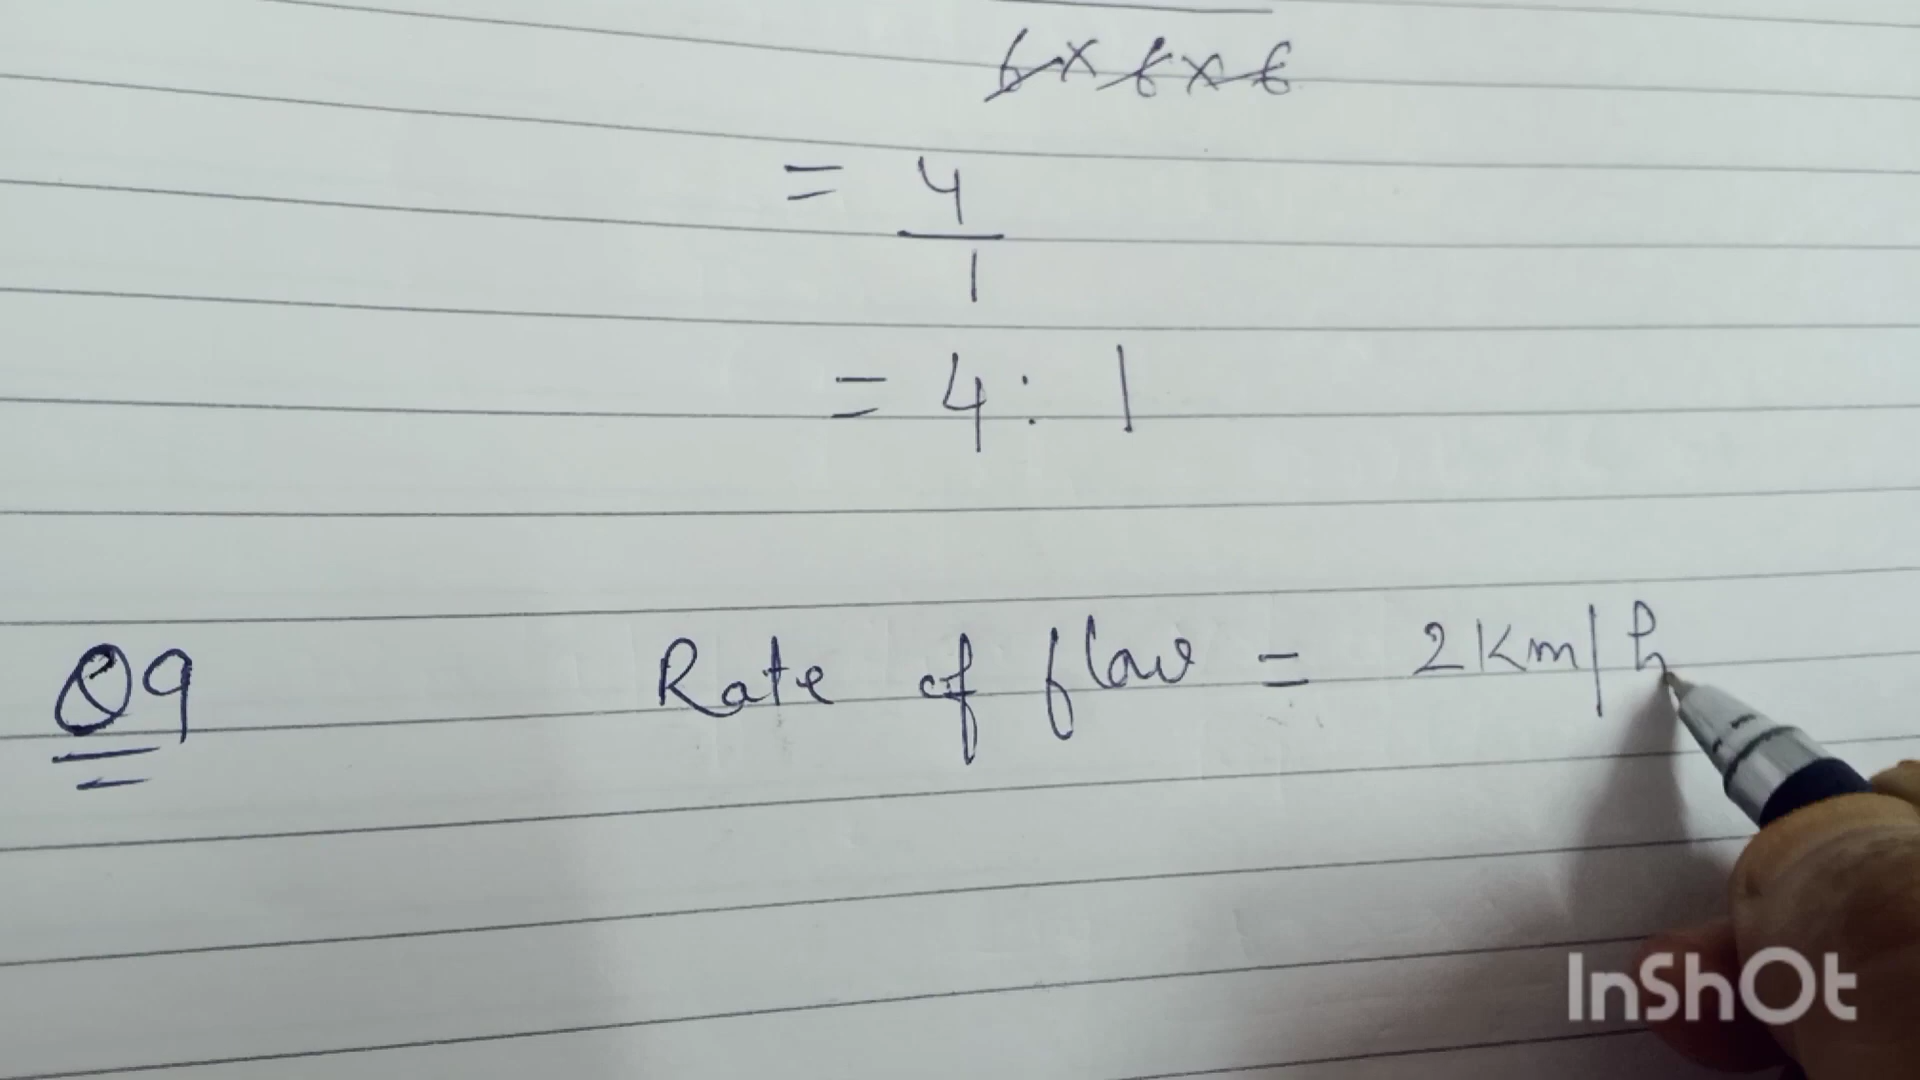 6 × 6 × 6
= 4
1
= 4 : 1
Q9 Rate of flow = 2 Km/h
InShOt